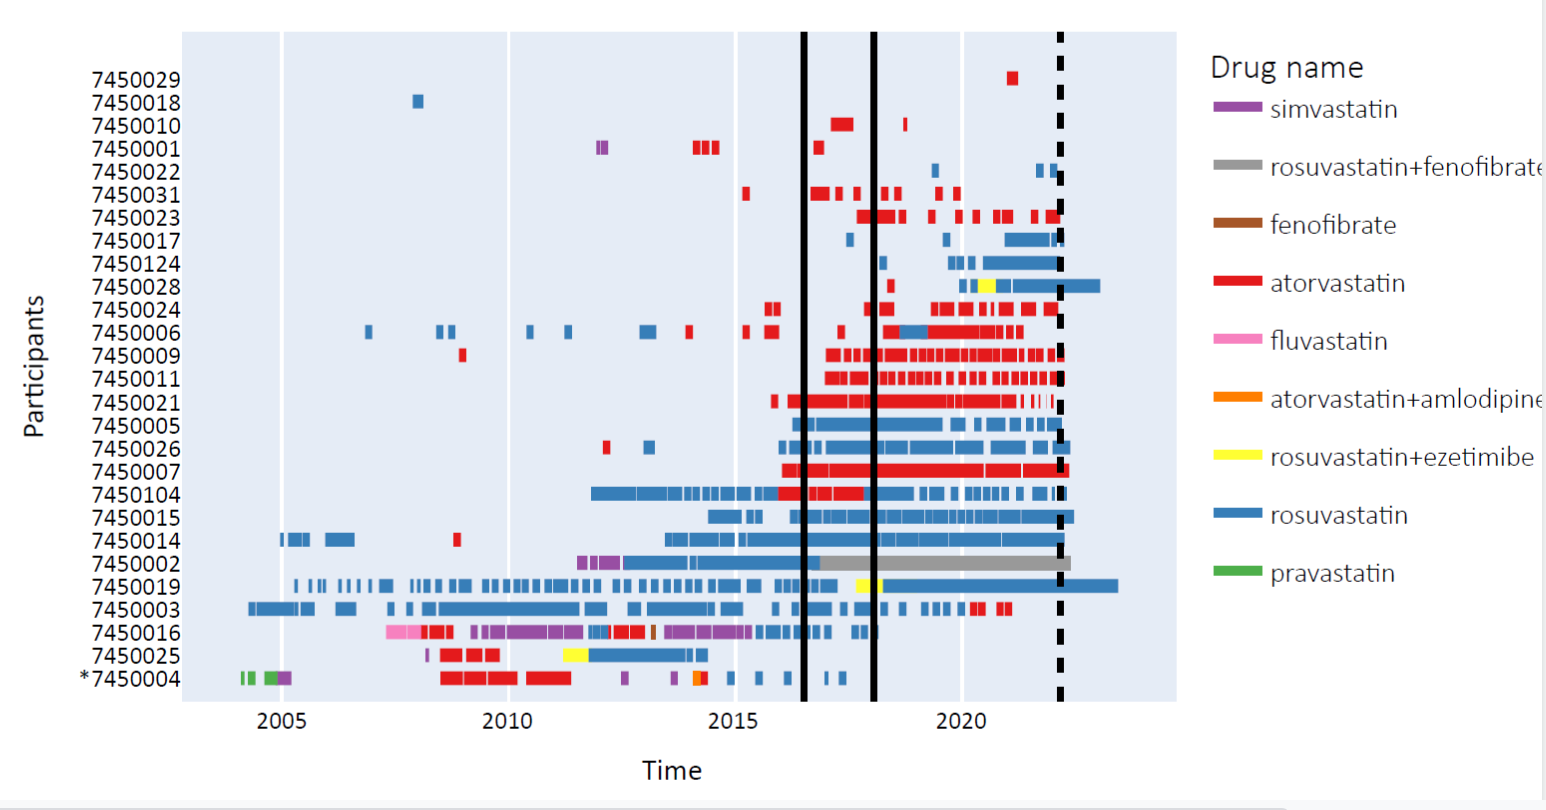 Drug name
7450029
7450018
simvastatin
7450010
7450001
rosuvastatin+fenofibrate
7450022
7450031
7450023
fenofibrate
7450017
7450124
7450028
atorvastatin
7450024
7450006
fluvastatin
7450009
7450011
7450021
atorvastatin+amlodipine
7450005
7450026
rosuvastatin+ezetimibe
7450007
7450104
7450015
rosuvastatin
7450014
7450002
pravastatin
7450019
7450003
7450016
7450025
*7450004
Participants
2005 2010 2015 2020
Time